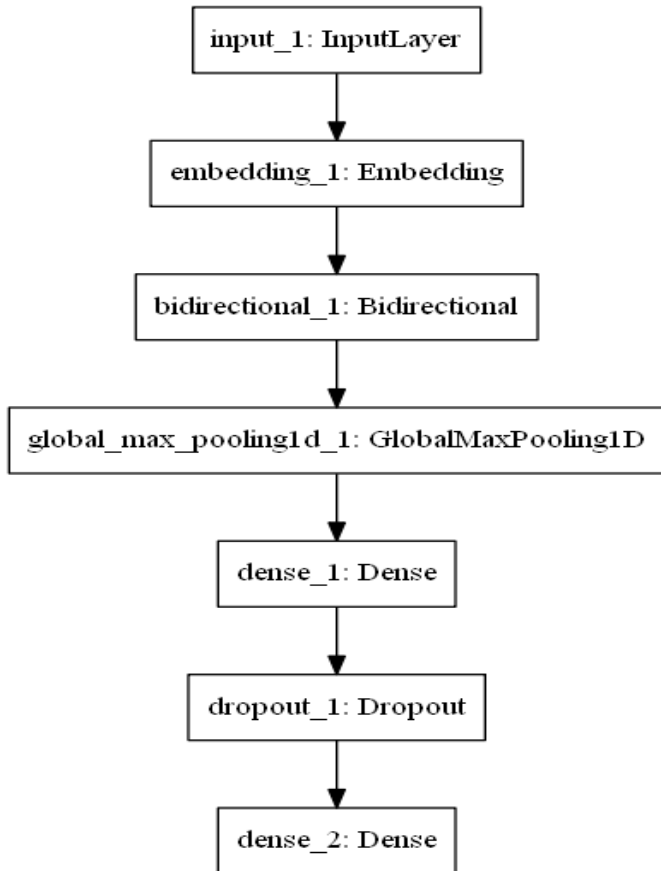 input_1: InputLayer
embedding_1: Embedding
bidirectional_1: Bidirectional
global_max_pooling1d_1: GlobalMaxPooling1D
dense_1: Dense
dropout_1: Dropout
dense_2: Dense